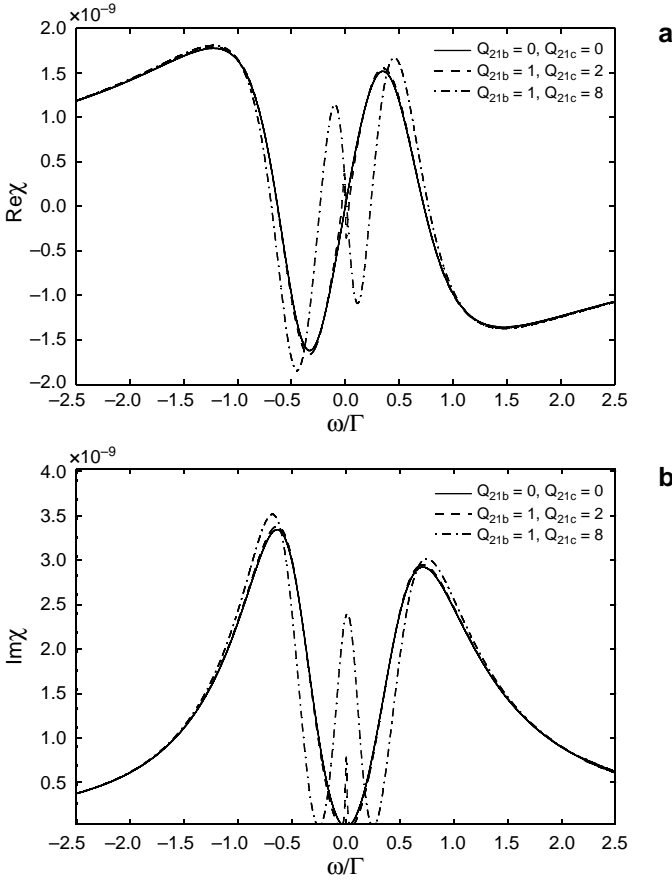 ×10⁻⁹
a
2.0
1.5
1.0
0.5
0.0
−0.5
−1.0
−1.5
−2.0
Reχ
Q21b = 0, Q21c = 0
Q21b = 1, Q21c = 2
Q21b = 1, Q21c = 8
−2.5 −2.0 −1.5 −1.0 −0.5 0.0 0.5 1.0 1.5 2.0 2.5
ω/Γ
×10⁻⁹
b
4.0
3.5
3.0
2.5
2.0
1.5
1.0
0.5
Imχ
Q21b = 0, Q21c = 0
Q21b = 1, Q21c = 2
Q21b = 1, Q21c = 8
−2.5 −2.0 −1.5 −1.0 −0.5 0.0 0.5 1.0 1.5 2.0 2.5
ω/Γ